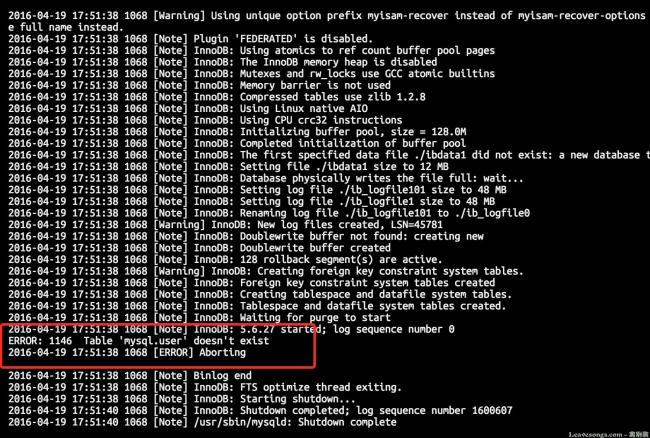 2016-04-19 17:51:38 1068 [Warning] Using unique option prefix myisam-recover instead of myisam-recover-options
e full name instead.
2016-04-19 17:51:38 1068 [Note] Plugin 'FEDERATED' is disabled.
2016-04-19 17:51:38 1068 [Note] InnoDB: Using atomics to ref count buffer pool pages
2016-04-19 17:51:38 1068 [Note] InnoDB: The InnoDB memory heap is disabled
2016-04-19 17:51:38 1068 [Note] InnoDB: Mutexes and rw_locks use GCC atomic builtins
2016-04-19 17:51:38 1068 [Note] InnoDB: Memory barrier is not used
2016-04-19 17:51:38 1068 [Note] InnoDB: Compressed tables use zlib 1.2.8
2016-04-19 17:51:38 1068 [Note] InnoDB: Using Linux native AIO
2016-04-19 17:51:38 1068 [Note] InnoDB: Using CPU crc32 instructions
2016-04-19 17:51:38 1068 [Note] InnoDB: Initializing buffer pool, size = 128.0M
2016-04-19 17:51:38 1068 [Note] InnoDB: Completed initialization of buffer pool
2016-04-19 17:51:38 1068 [Note] InnoDB: The first specified data file ./ibdata1 did not exist: a new database t
2016-04-19 17:51:38 1068 [Note] InnoDB: Setting file ./ibdata1 size to 12 MB
2016-04-19 17:51:38 1068 [Note] InnoDB: Database physically writes the file full: wait...
2016-04-19 17:51:38 1068 [Note] InnoDB: Setting log file ./ib_logfile101 size to 48 MB
2016-04-19 17:51:38 1068 [Note] InnoDB: Setting log file ./ib_logfile1 size to 48 MB
2016-04-19 17:51:38 1068 [Note] InnoDB: Renaming log file ./ib_logfile101 to ./ib_logfile0
2016-04-19 17:51:38 1068 [Warning] InnoDB: New log files created, LSN=45781
2016-04-19 17:51:38 1068 [Note] InnoDB: Doublewrite buffer not found: creating new
2016-04-19 17:51:38 1068 [Note] InnoDB: Doublewrite buffer created
2016-04-19 17:51:38 1068 [Note] InnoDB: 128 rollback segment(s) are active.
2016-04-19 17:51:38 1068 [Warning] InnoDB: Creating foreign key constraint system tables.
2016-04-19 17:51:38 1068 [Note] InnoDB: Foreign key constraint system tables created
2016-04-19 17:51:38 1068 [Note] InnoDB: Creating tablespace and datafile system tables.
2016-04-19 17:51:38 1068 [Note] InnoDB: Tablespace and datafile system tables created.
2016-04-19 17:51:38 1068 [Note] InnoDB: Waiting for purge to start
2016-04-19 17:51:38 1068 [Note] InnoDB: 5.6.27 started; log sequence number 0
ERROR: 1146  Table 'mysql.user' doesn't exist
2016-04-19 17:51:38 1068 [ERROR] Aborting
2016-04-19 17:51:38 1068 [Note] Binlog end
2016-04-19 17:51:38 1068 [Note] InnoDB: FTS optimize thread exiting.
2016-04-19 17:51:38 1068 [Note] InnoDB: Starting shutdown...
2016-04-19 17:51:40 1068 [Note] InnoDB: Shutdown completed; log sequence number 1600607
2016-04-19 17:51:40 1068 [Note] /usr/sbin/mysqld: Shutdown complete
Leavesongs.com